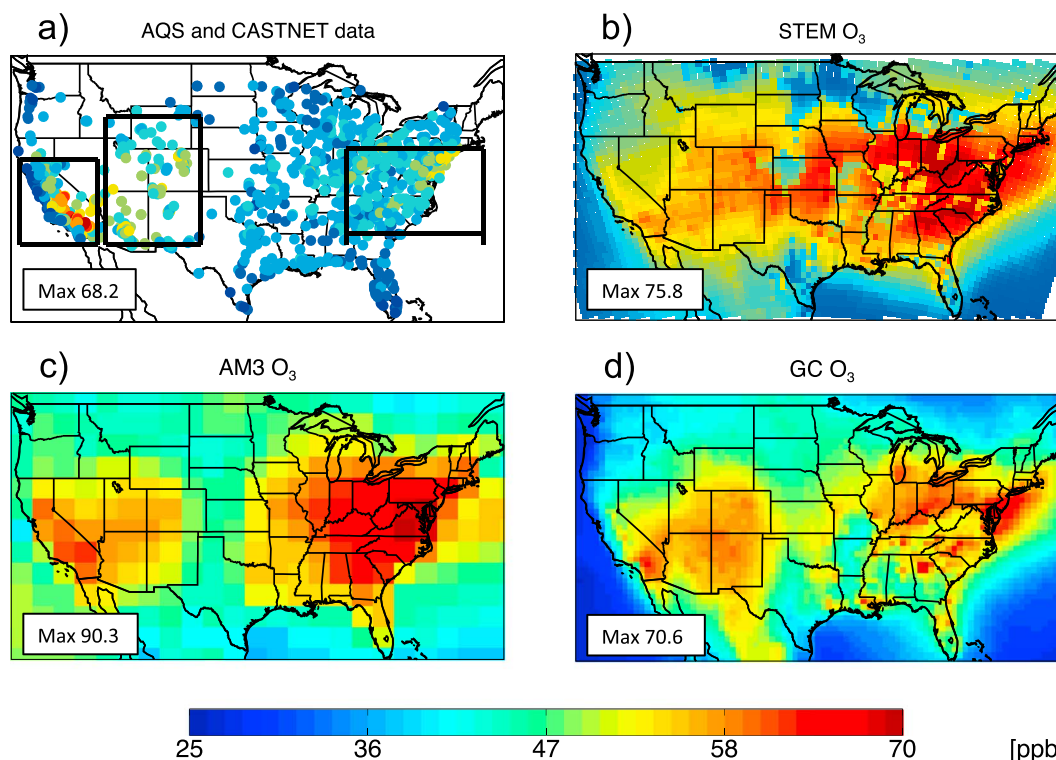 a)
AQS and CASTNET data
b)
STEM O3
Max 68.2
Max 75.8
c)
AM3 O3
d)
GC O3
Max 90.3
Max 70.6
25 36 47 58 70 [ppb